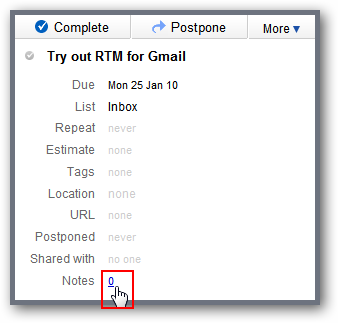 Complete Postpone More ▾
Try out RTM for Gmail
Due Mon 25 Jan 10
List Inbox
Repeat never
Estimate none
Tags none
Location none
URL none
Postponed never
Shared with no one
Notes 0